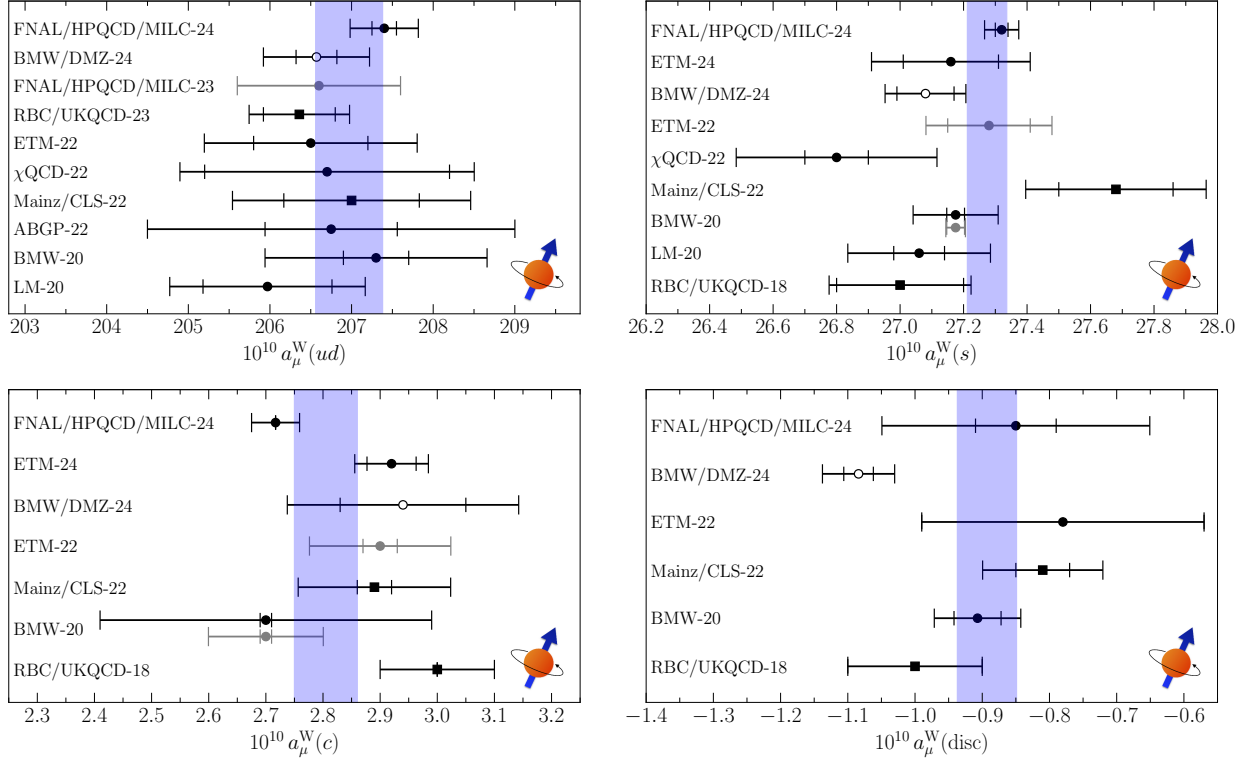 FNAL/HPQCD/MILC-24
BMW/DMZ-24
FNAL/HPQCD/MILC-23
RBC/UKQCD-23
ETM-22
χQCD-22
Mainz/CLS-22
ABGP-22
BMW-20
LM-20
203 204 205 206 207 208 209
10¹⁰ a_μ^W(ud)
FNAL/HPQCD/MILC-24
ETM-24
BMW/DMZ-24
ETM-22
χQCD-22
Mainz/CLS-22
BMW-20
LM-20
RBC/UKQCD-18
26.2 26.4 26.6 26.8 27.0 27.2 27.4 27.6 27.8 28.0
10¹⁰ a_μ^W(s)
FNAL/HPQCD/MILC-24
ETM-24
BMW/DMZ-24
ETM-22
Mainz/CLS-22
BMW-20
RBC/UKQCD-18
2.3 2.4 2.5 2.6 2.7 2.8 2.9 3.0 3.1 3.2
10¹⁰ a_μ^W(c)
FNAL/HPQCD/MILC-24
BMW/DMZ-24
ETM-22
Mainz/CLS-22
BMW-20
RBC/UKQCD-18
−1.4 −1.3 −1.2 −1.1 −1.0 −0.9 −0.8 −0.7 −0.6
10¹⁰ a_μ^W(disc)